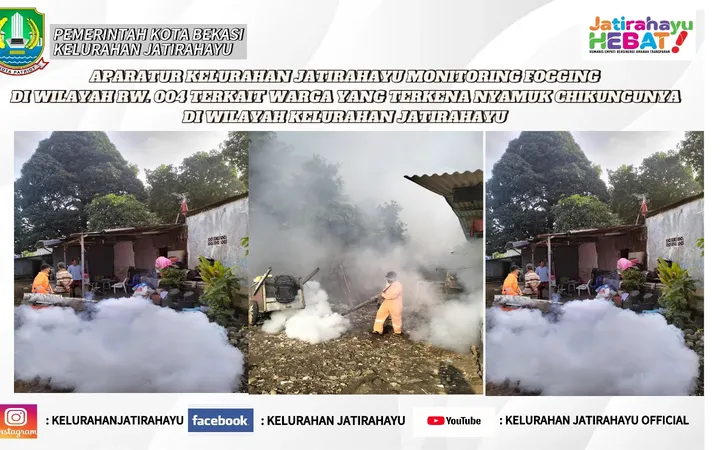 PEMERINTAH KOTA BEKASI
KELURAHAN JATIRAHAYU
Jatirahayu
HEBAT!
APARATUR KELURAHAN JATIRAHAYU MONITORING FOGGING
DI WILAYAH RW. 004 TERKAIT WARGA YANG TERKENA NYAMUK CHIKUNGUNYA
DI WILAYAH KELURAHAN JATIRAHAYU
Instagram
: KELURAHANJATIRAHAYU
facebook
: KELURAHAN JATIRAHAYU
YouTube
: KELURAHAN JATIRAHAYU OFFICIAL